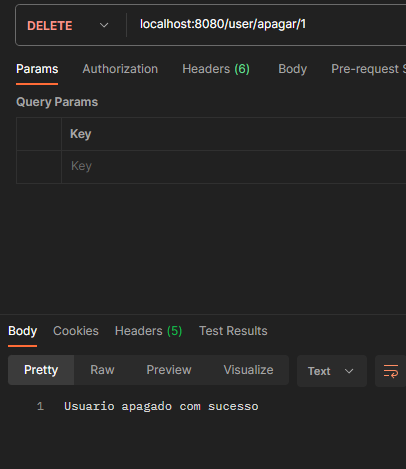 DELETE localhost:8080/user/apagar/1
Params Authorization Headers (6) Body Pre-request S
Query Params
Key
Key
Body Cookies Headers (5) Test Results
Pretty Raw Preview Visualize Text
1 Usuario apagado com sucesso